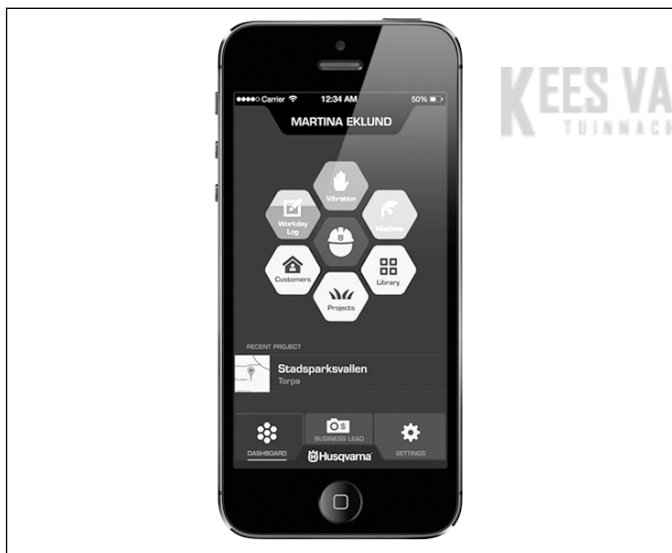 Carrier 12:34 AM 50%
MARTINA EKLUND
Vibration
Workday
Log
Machine
Customers
Library
Projects
RECENT PROJECT
Stadsparksvallen
Torpa
DASHBOARD
BUSINESS LEAD
SETTINGS
Husqvarna
KEES VA
TUINMACH